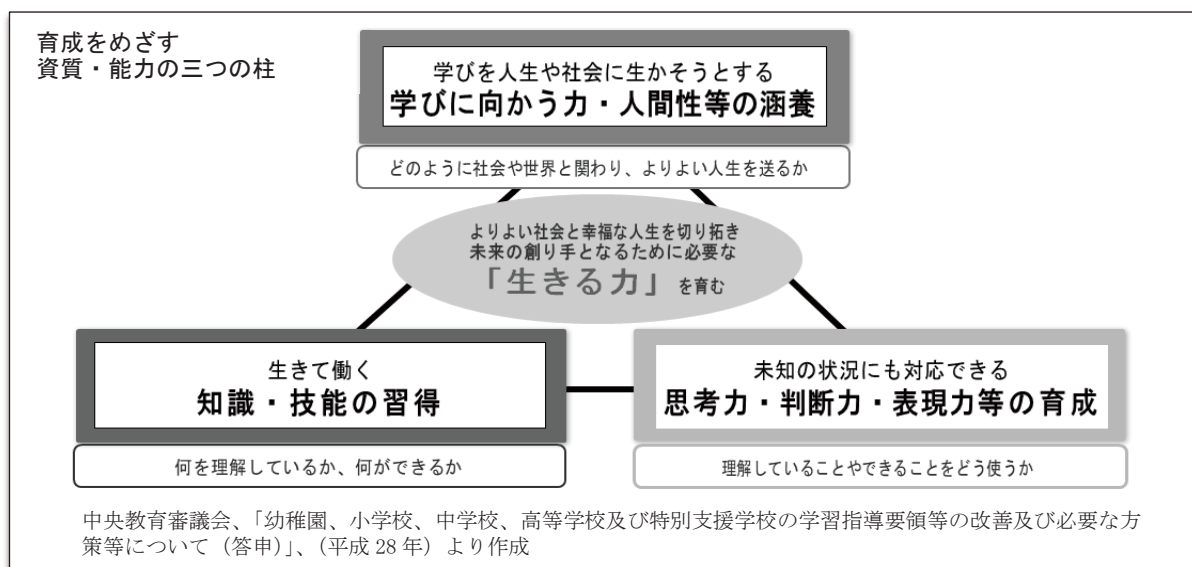 育成をめざす
資質・能力の三つの柱
学びを人生や社会に生かそうとする
学びに向かう力・人間性等の涵養
どのように社会や世界と関わり、よりよい人生を送るか
よりよい社会と幸福な人生を切り拓き
未来の創り手となるために必要な
「生きる力」 を育む
生きて働く
知識・技能の習得
何を理解しているか、何ができるか
未知の状況にも対応できる
思考力・判断力・表現力等の育成
理解していることやできることをどう使うか
中央教育審議会、「幼稚園、小学校、中学校、高等学校及び特別支援学校の学習指導要領等の改善及び必要な方
策等について（答申）」、（平成 28 年）より作成